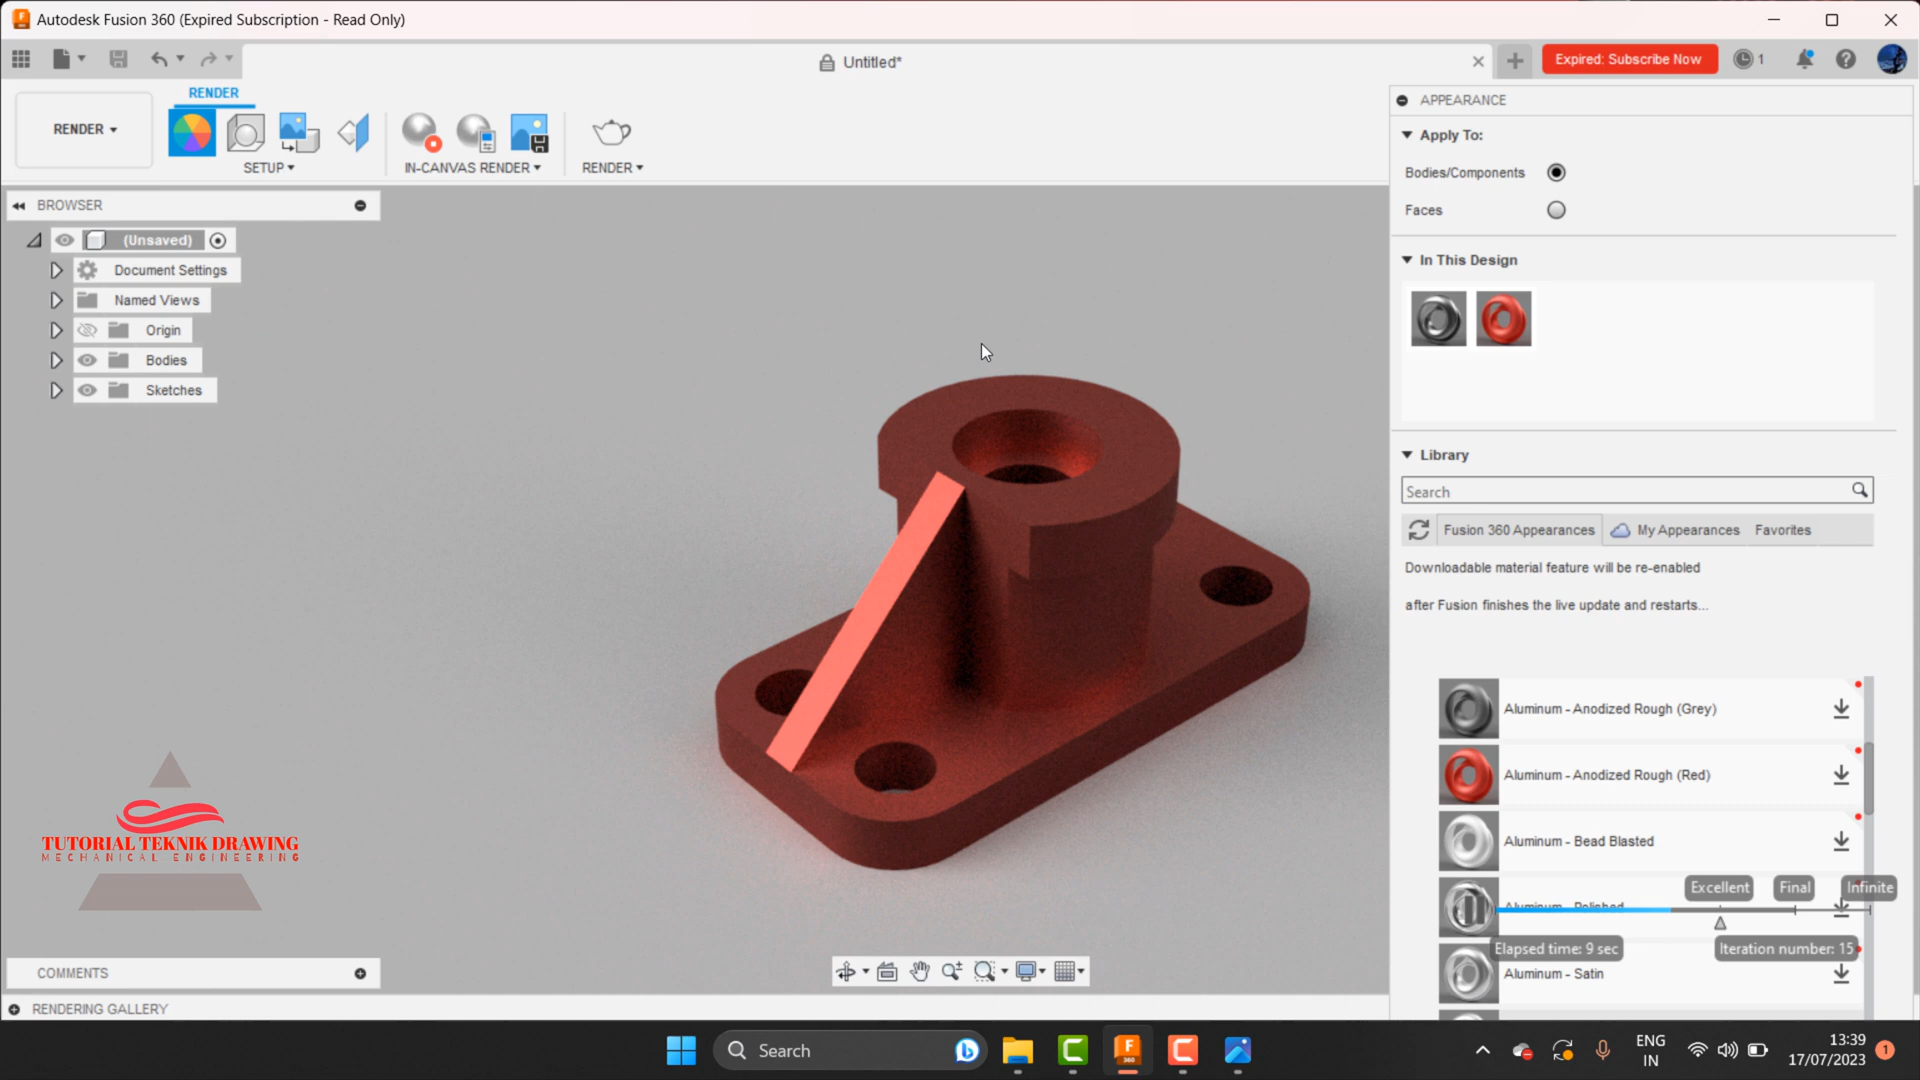 Autodesk Fusion 360 (Expired Subscription - Read Only)
Untitled*
Expired: Subscribe Now
1
RENDER
RENDER
SETUP
IN-CANVAS RENDER
RENDER
BROWSER
(Unsaved)
Document Settings
Named Views
Origin
Bodies
Sketches
APPEARANCE
Apply To:
Bodies/Components
Faces
In This Design
Library
Search
Fusion 360 Appearances
My Appearances
Favorites
Downloadable material feature will be re-enabled
after Fusion finishes the live update and restarts...
Aluminum - Anodized Rough (Grey)
Aluminum - Anodized Rough (Red)
Aluminum - Bead Blasted
Excellent
Final
Infinite
Aluminum - Polished
Elapsed time: 9 sec
Iteration number: 15
Aluminum - Satin
TUTORIAL TEKNIK DRAWING
MECHANICAL ENGINEERING
COMMENTS
RENDERING GALLERY
Search
F
360
ENG
IN
13:39
17/07/2023
1